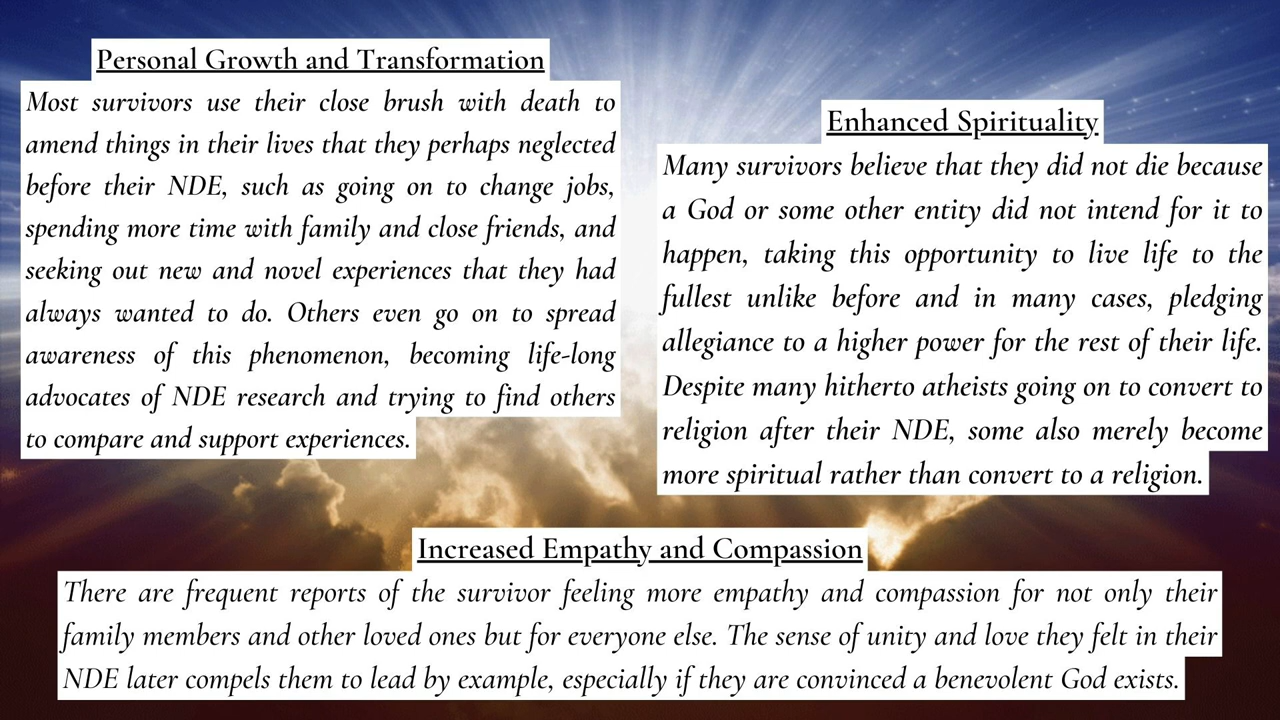 Personal Growth and Transformation
Most survivors use their close brush with death to
amend things in their lives that they perhaps neglected
before their NDE, such as going on to change jobs,
spending more time with family and close friends, and
seeking out new and novel experiences that they had
always wanted to do. Others even go on to spread
awareness of this phenomenon, becoming life-long
advocates of NDE research and trying to find others
to compare and support experiences.
Enhanced Spirituality
Many survivors believe that they did not die because
a God or some other entity did not intend for it to
happen, taking this opportunity to live life to the
fullest unlike before and in many cases, pledging
allegiance to a higher power for the rest of their life.
Despite many hitherto atheists going on to convert to
religion after their NDE, some also merely become
more spiritual rather than convert to a religion.
Increased Empathy and Compassion
There are frequent reports of the survivor feeling more empathy and compassion for not only their
family members and other loved ones but for everyone else. The sense of unity and love they felt in their
NDE later compels them to lead by example, especially if they are convinced a benevolent God exists.